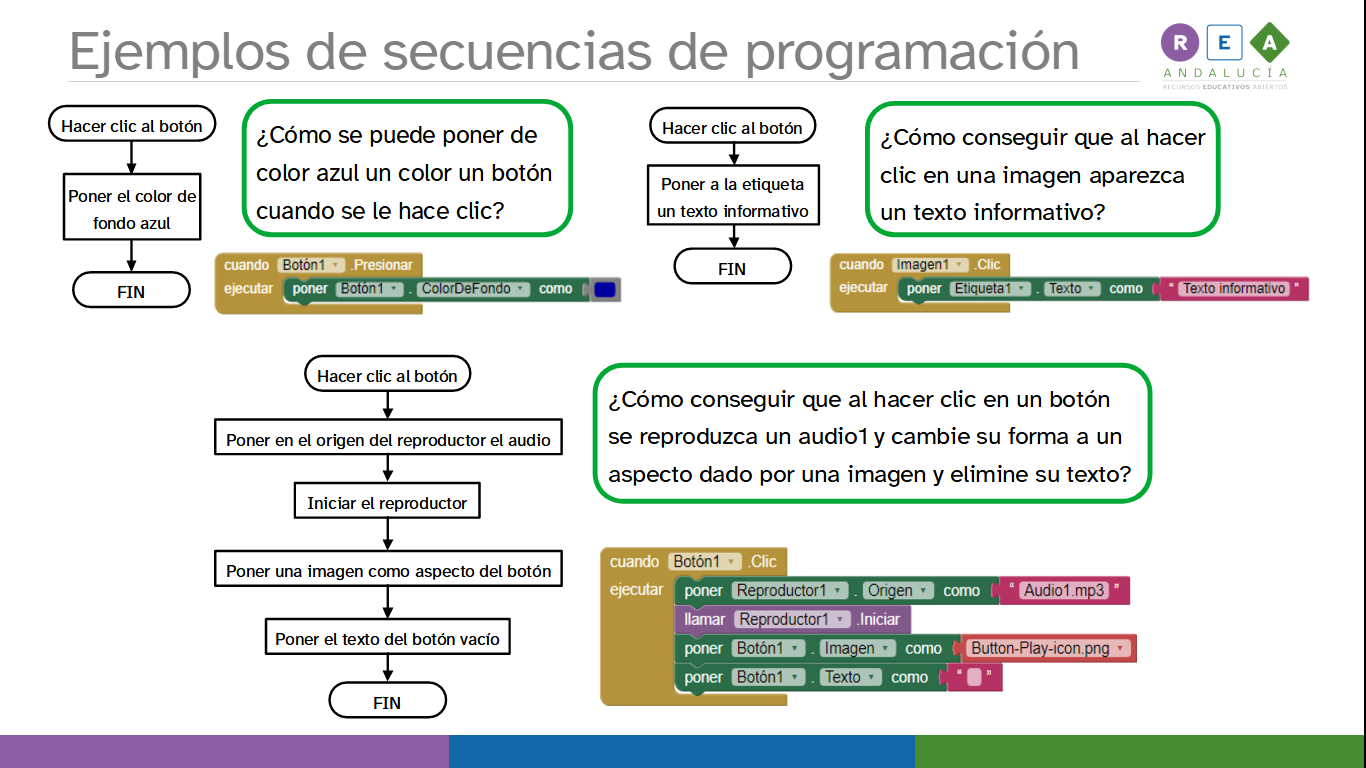 Ejemplos de secuencias de programación
R E A
ANDALUCÍA
RECURSOS EDUCATIVOS ABIERTOS
Hacer clic al botón
Poner el color de
fondo azul
FIN
¿Cómo se puede poner de
color azul un color un botón
cuando se le hace clic?
cuando Botón1 .Presionar
ejecutar poner Botón1 . ColorDeFondo como
Hacer clic al botón
Poner a la etiqueta
un texto informativo
FIN
¿Cómo conseguir que al hacer
clic en una imagen aparezca
un texto informativo?
cuando Imagen1 .Clic
ejecutar poner Etiqueta1 . Texto como " Texto informativo "
Hacer clic al botón
Poner en el origen del reproductor el audio
Iniciar el reproductor
Poner una imagen como aspecto del botón
Poner el texto del botón vacío
FIN
¿Cómo conseguir que al hacer clic en un botón
se reproduzca un audio1 y cambie su forma a un
aspecto dado por una imagen y elimine su texto?
cuando Botón1 .Clic
ejecutar poner Reproductor1 . Origen como " Audio1.mp3 "
llamar Reproductor1 .Iniciar
poner Botón1 . Imagen como Button-Play-icon.png
poner Botón1 . Texto como " "